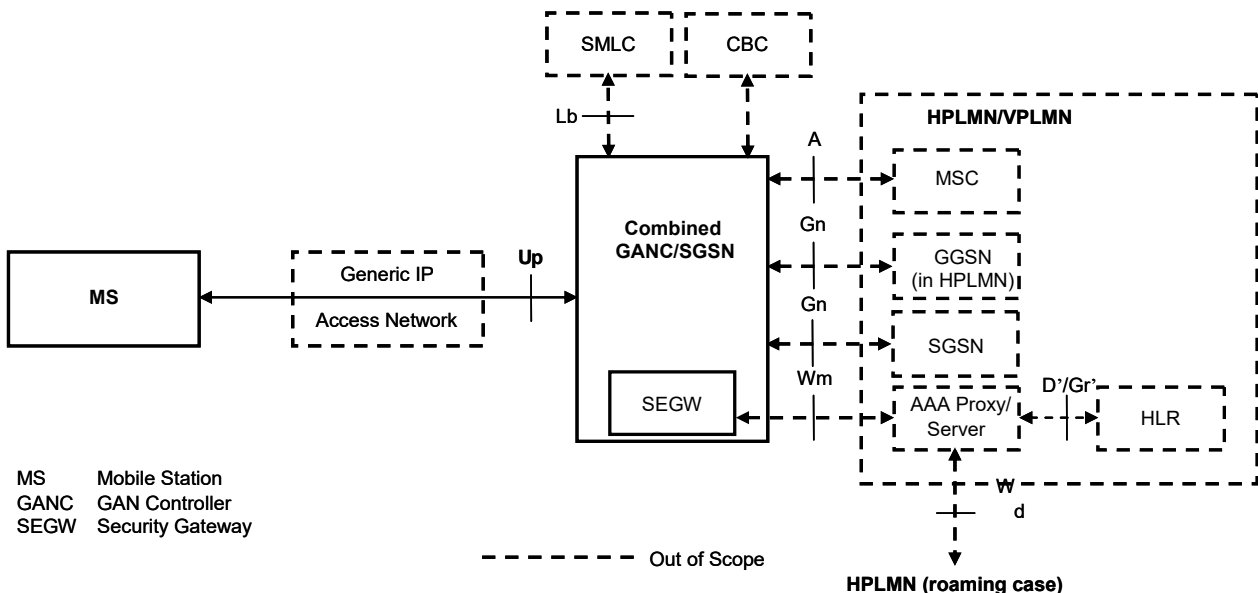 SMLC
CBC
Lb
HPLMN/VPLMN
A
MSC
Combined
GANC/SGSN
Gn
GGSN
(in HPLMN)
Up
Generic IP
MS
Access Network
Gn
SGSN
Wm
D’/Gr’
SEGW
AAA Proxy/
Server
HLR
MS Mobile Station
GANC GAN Controller
SEGW Security Gateway
W
d
Out of Scope
HPLMN (roaming case)